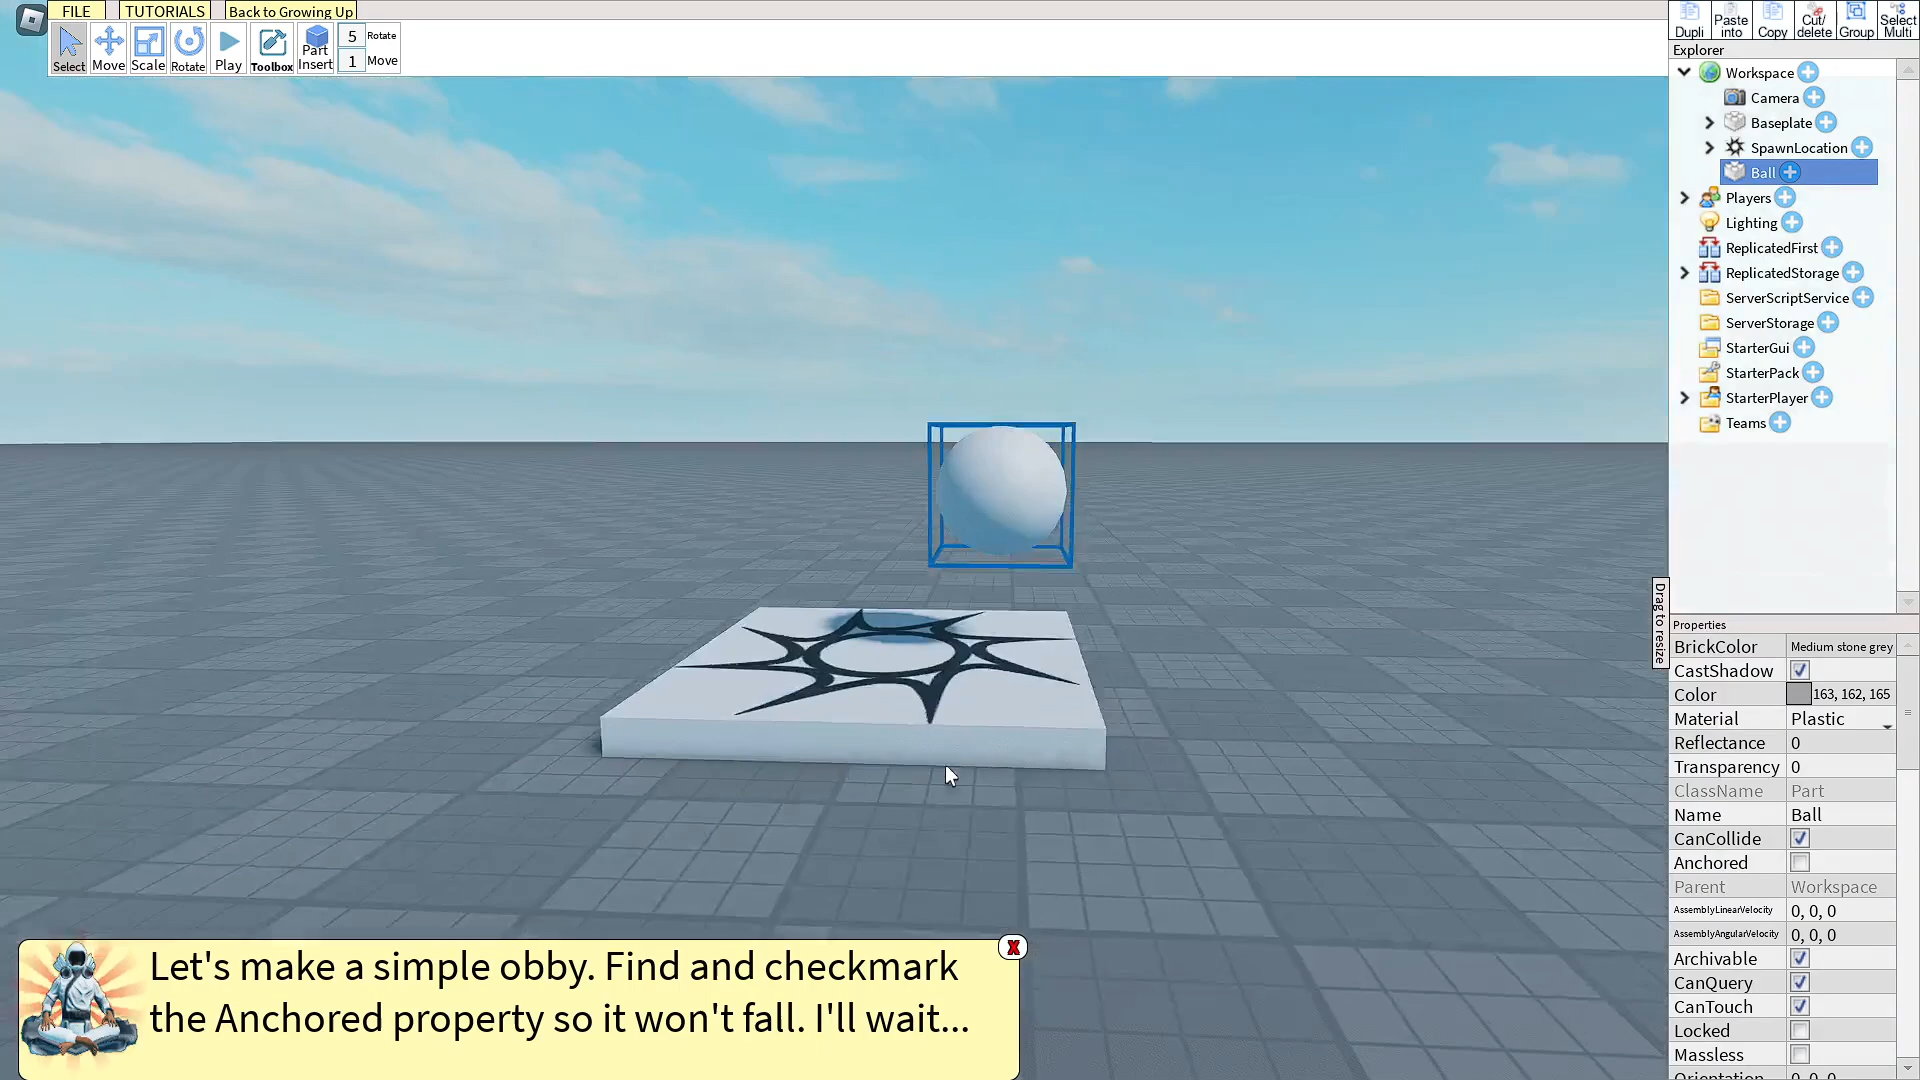 FILE
TUTORIALS
Back to Growing Up
Select
Move
Scale
Rotate
Play
Toolbox
Part
Insert
5 Rotate
1 Move
Dupli
Paste
into
Copy
Cut/
delete
Group
Select
Multi
Explorer
Workspace
Camera
Baseplate
SpawnLocation
Ball
Players
Lighting
ReplicatedFirst
ReplicatedStorage
ServerScriptService
ServerStorage
StarterGui
StarterPack
StarterPlayer
Teams
Drag to resize
Properties
BrickColor Medium stone grey
CastShadow
Color 163, 162, 165
Material Plastic
Reflectance 0
Transparency 0
ClassName Part
Name Ball
CanCollide
Anchored
Parent Workspace
AssemblyLinearVelocity 0, 0, 0
AssemblyAngularVelocity 0, 0, 0
Archivable
CanQuery
CanTouch
Locked
Massless
Orientation 0, 0, 0
X
Let's make a simple obby. Find and checkmark
the Anchored property so it won't fall. I'll wait...